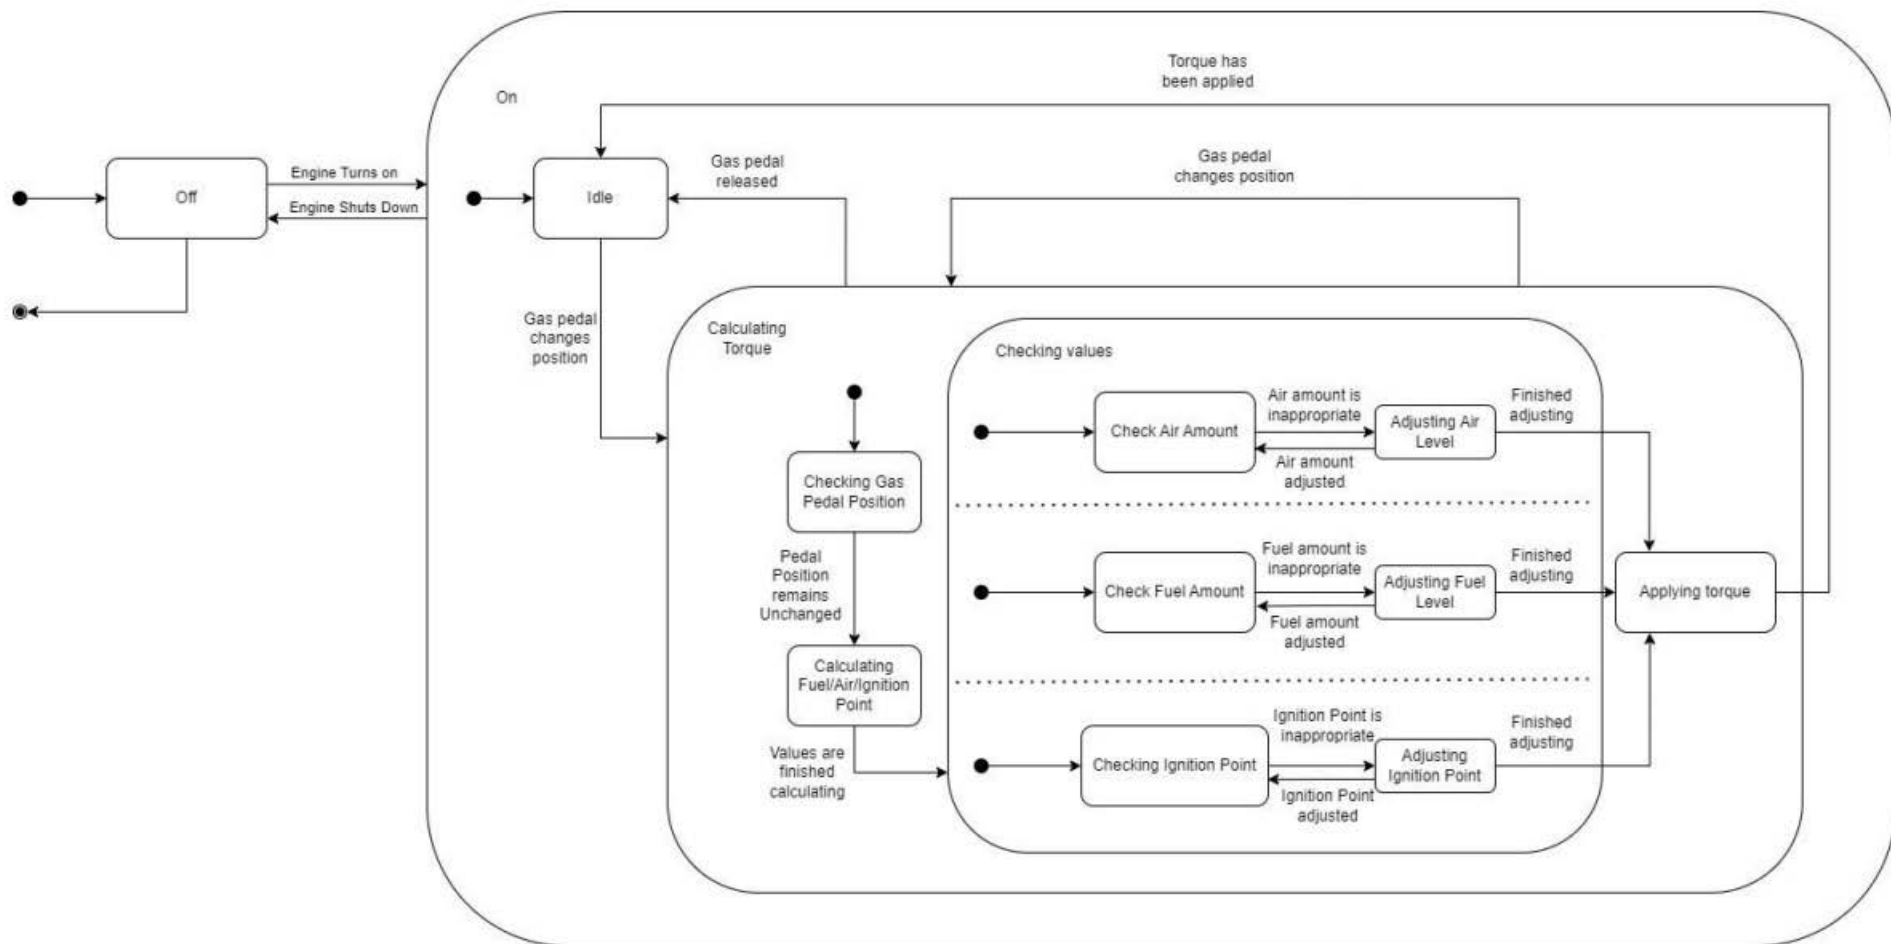 Torque has
been applied
On
Gas pedal
released
Gas pedal
changes position
Engine Turns on
Off
Idle
Engine Shuts Down
Gas pedal
changes
position
Calculating
Torque
Checking values
Air amount is
inappropriate
Finished
adjusting
Check Air Amount
Adjusting Air
Level
Air amount
adjusted
Checking Gas
Pedal Position
Pedal
Position
remains
Unchanged
Fuel amount is
inappropriate
Finished
adjusting
Check Fuel Amount
Adjusting Fuel
Level
Applying torque
Fuel amount
adjusted
Calculating
Fuel/Air/Ignition
Point
Ignition Point is
inappropriate
Finished
adjusting
Values are
finished
calculating
Checking Ignition Point
Adjusting
Ignition Point
Ignition Point
adjusted